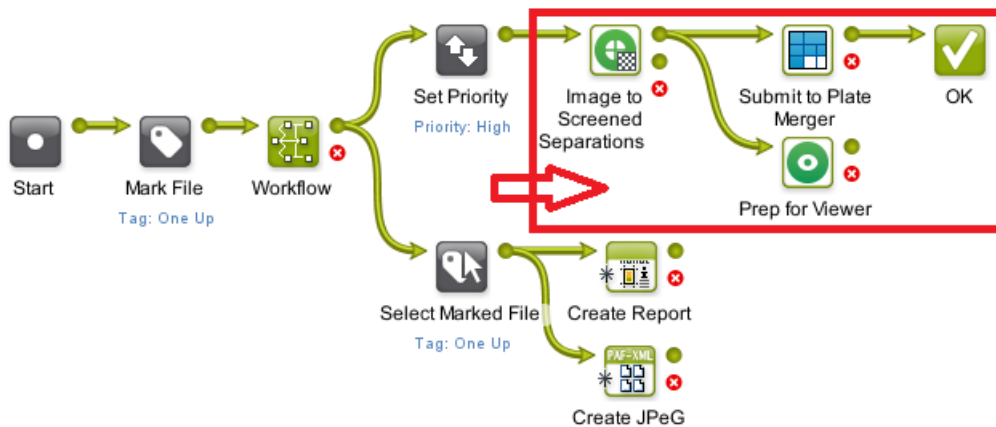 Set Priority
Priority: High
Image to
Screened
Separations
Submit to Plate
Merger
OK
Start
Mark File
Tag: One Up
Workflow
Prep for Viewer
Select Marked File
Tag: One Up
Create Report
PAF-XML
Create JPeG